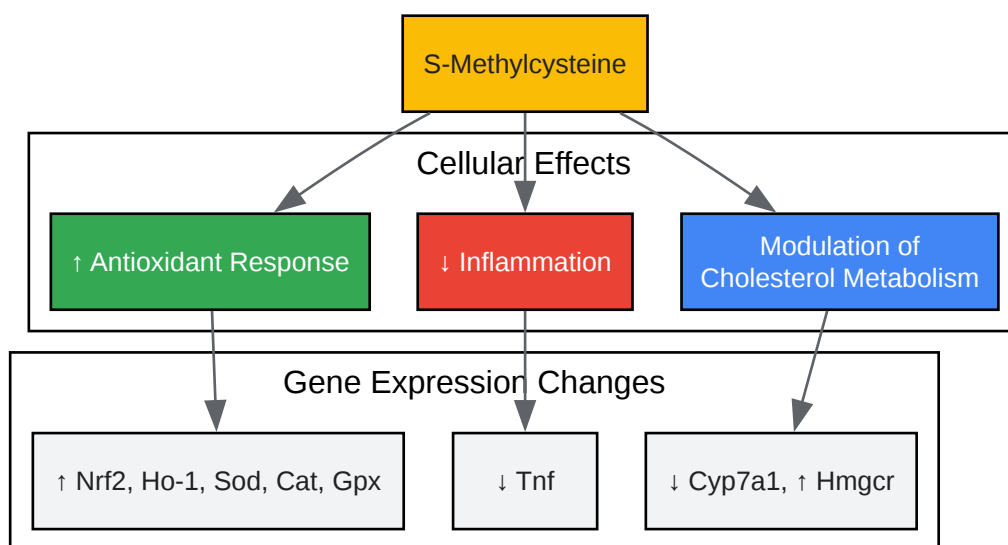 S-Methylcysteine
Cellular Effects
↑ Antioxidant Response
↓ Inflammation
Modulation of
Cholesterol Metabolism
Gene Expression Changes
↑ Nrf2, Ho-1, Sod, Cat, Gpx
↓ Tnf
↓ Cyp7a1, ↑ Hmgcr